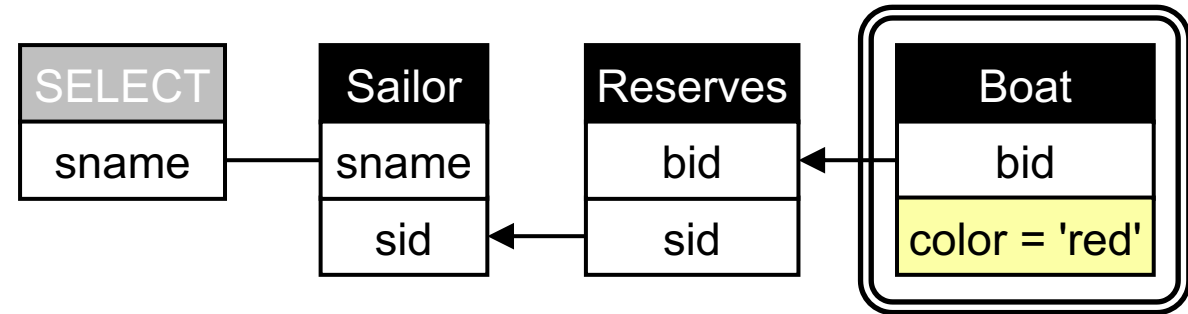 SELECT
sname
Sailor
sname
sid
Reserves
bid
sid
Boat
bid
color = 'red'